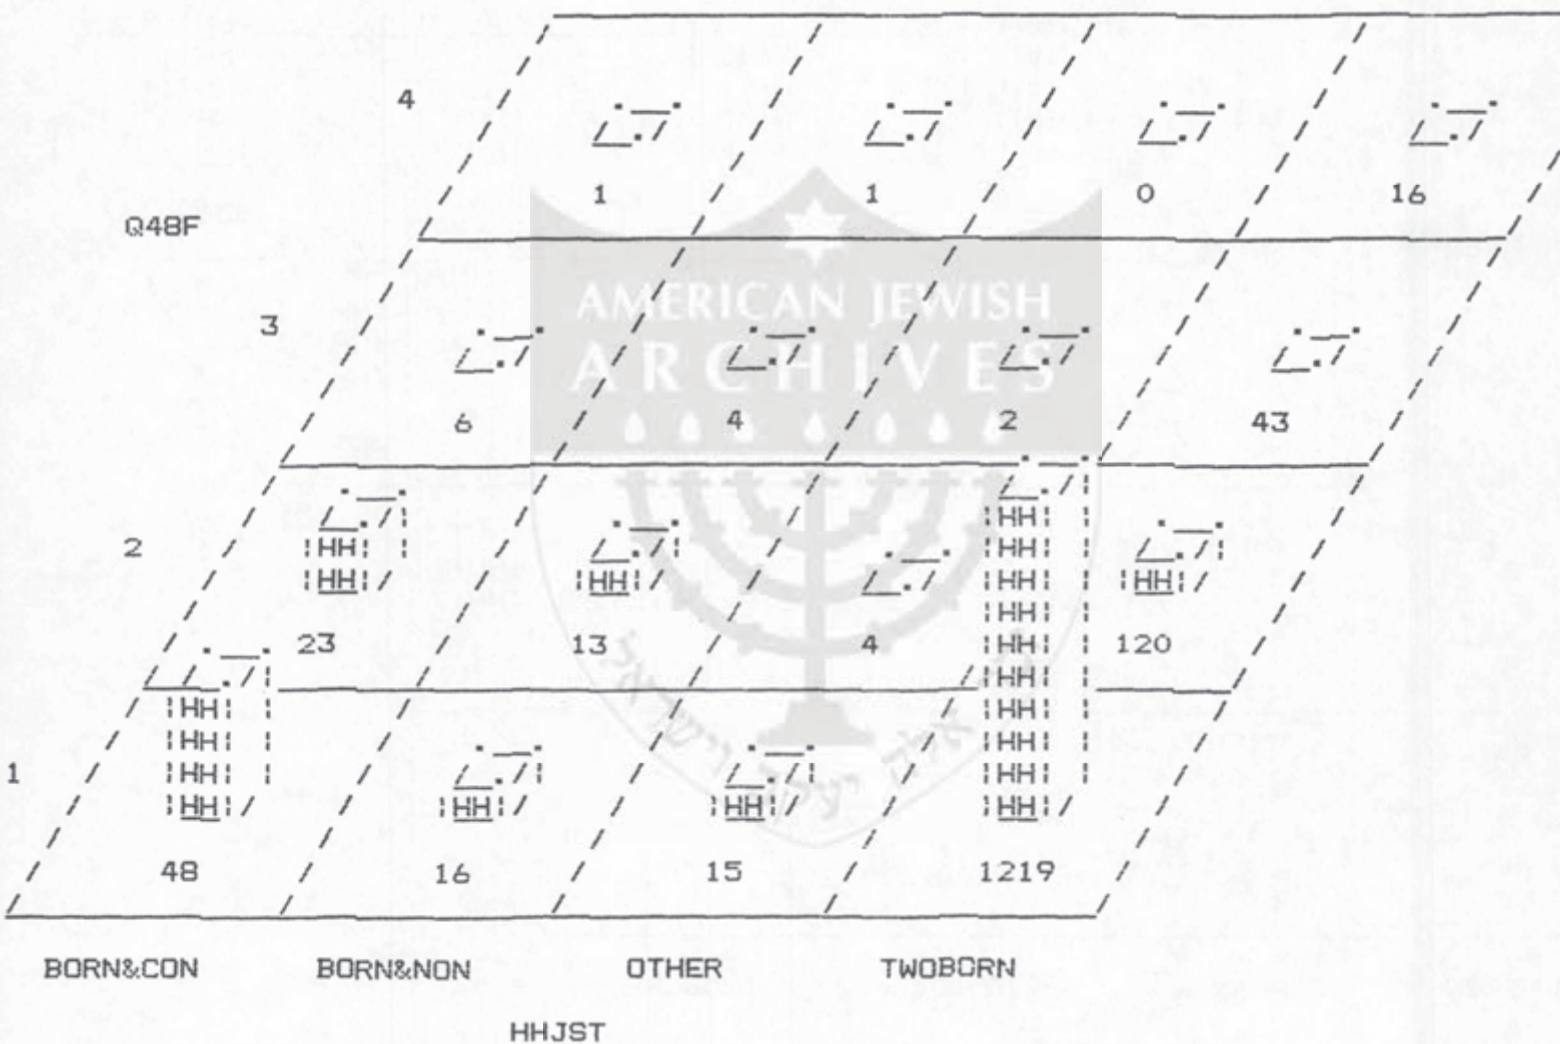 4
1 1 0 16
Q48F
AMERICAN JEWISH
ARCHIVES
3
6 4 2 43
2
23 13 4 120
1
48 16 15 1219
BORN&CON BORN&NON OTHER TWOBORN
HHJST